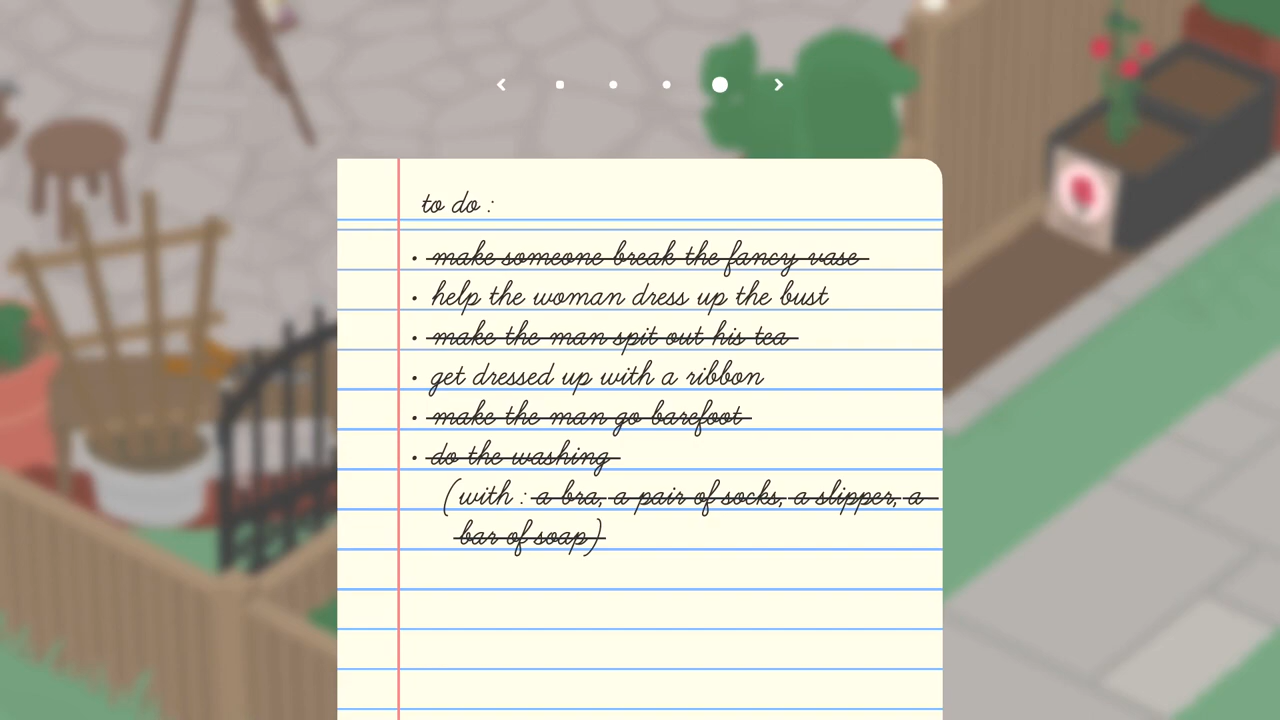 to do :
• make someone break the fancy vase
• help the woman dress up the bust
• make the man spit out his tea
• get dressed up with a ribbon
• make the man go barefoot
• do the washing
(with : a bra, a pair of socks, a slipper, a
bar of soap)